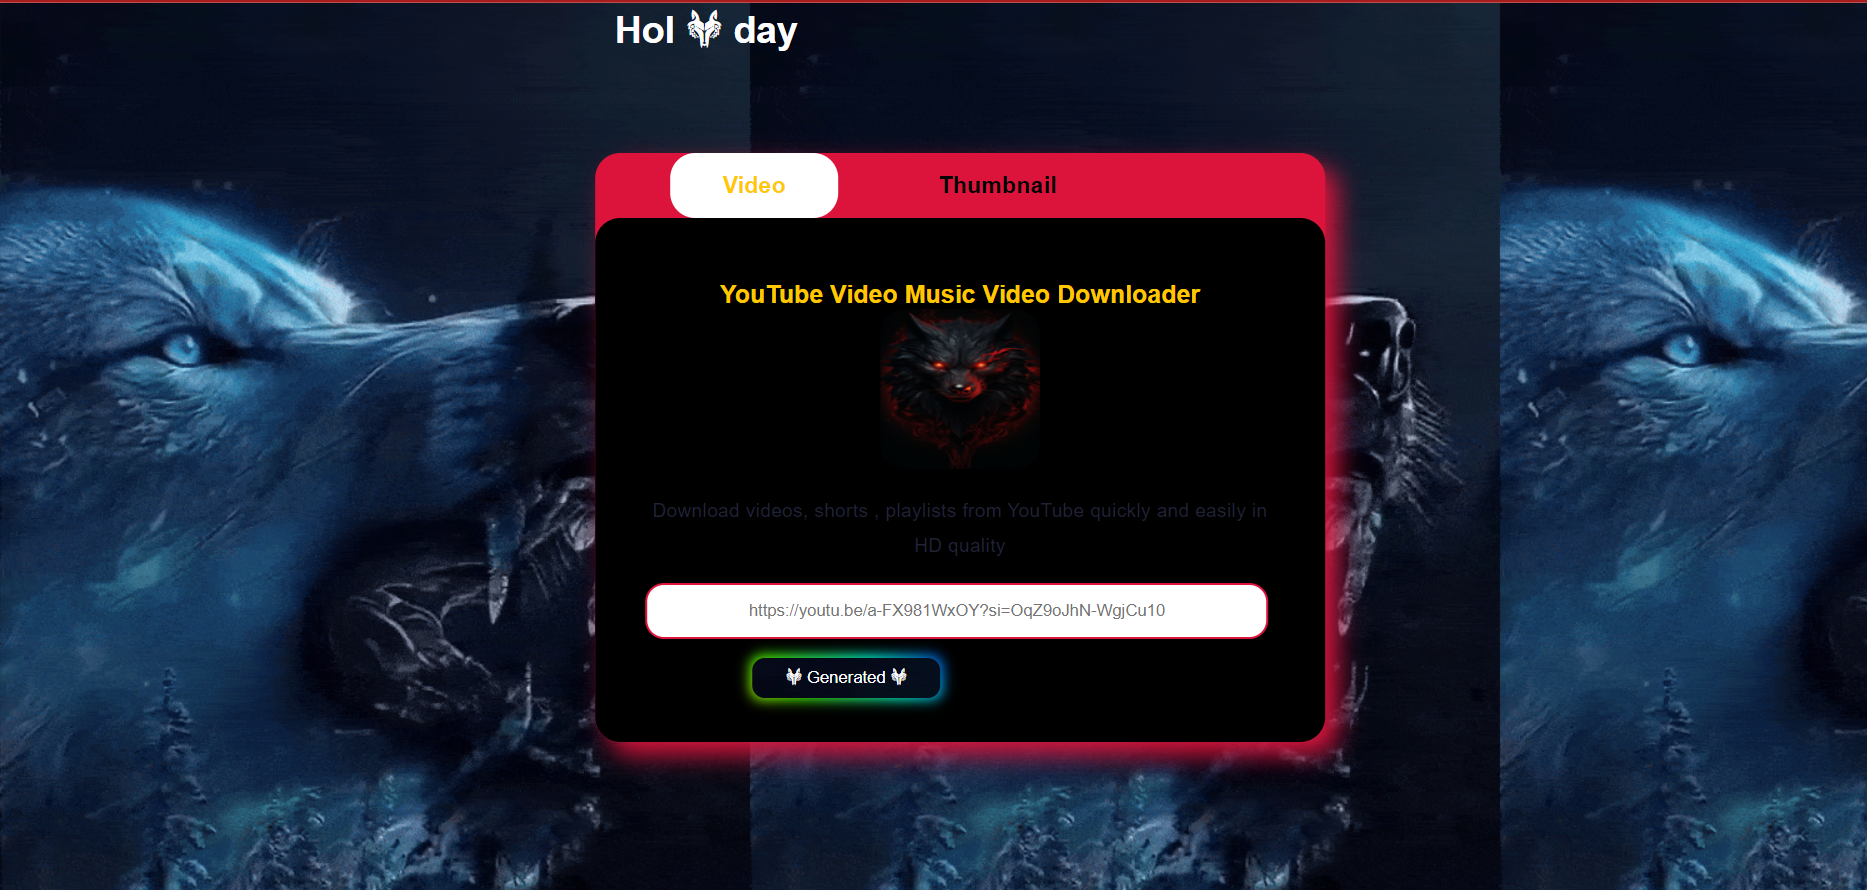 Hol day
Video
Thumbnail
YouTube Video Music Video Downloader
Download videos, shorts , playlists from YouTube quickly and easily in
HD quality
https://youtu.be/a-FX981WxOY?si=OqZ9oJhN-WgjCu10
Generated